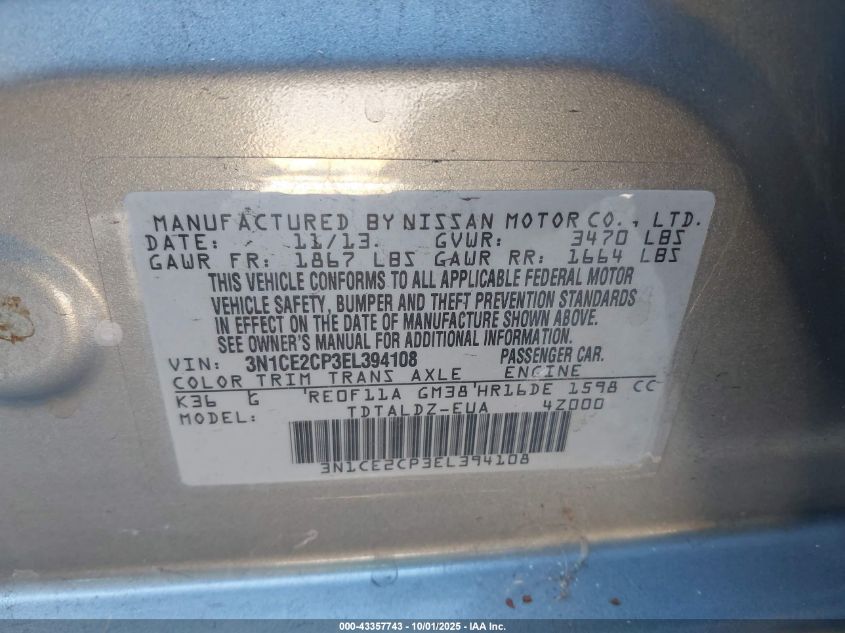 MANUFACTURED BY NISSAN MOTOR CO., LTD.
DATE: 11/13. GVWR: 3470 LBS
GAWR FR: 1867 LBS GAWR RR: 1664 LBS
THIS VEHICLE CONFORMS TO ALL APPLICABLE FEDERAL MOTOR
VEHICLE SAFETY, BUMPER AND THEFT PREVENTION STANDARDS
IN EFFECT ON THE DATE OF MANUFACTURE SHOWN ABOVE.
SEE OWNER'S MANUAL FOR ADDITIONAL INFORMATION.
VIN: 3N1CE2CP3EL394108 PASSENGER CAR.
COLOR TRIM TRANS AXLE ENGINE
K36 G RE0F11A GM38 HR16DE 1598 CC
MODEL: TDTALDZ-EUA 4Z000
3N1CE2CP3EL394108
000-43357743 - 10/01/2025 - IAA Inc.